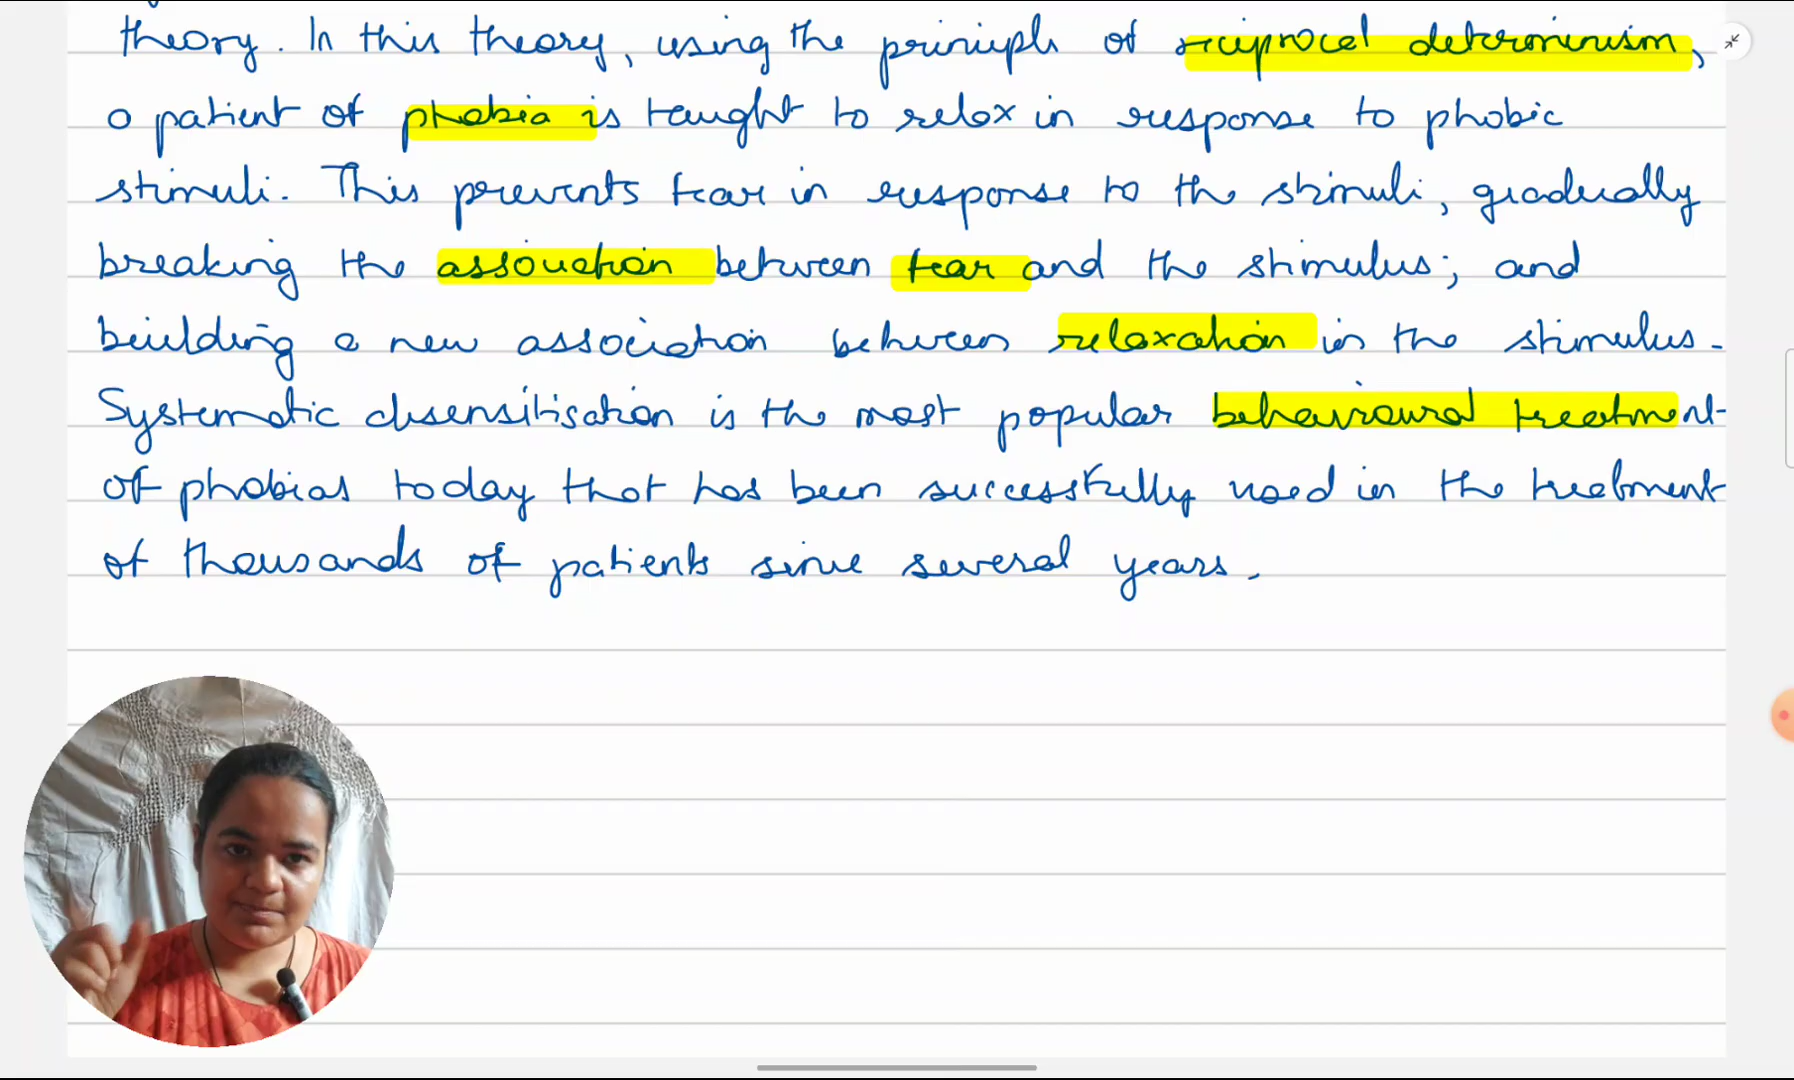 theory. In this theory, using the principle of reciprocal determinism,
a patient of phobia is taught to relax in response to phobic
stimuli. This prevents fear in response to the stimuli, gradually
breaking the association between fear and the stimulus; and
building a new association between relaxation in the stimulus.
Systematic desensitisation is the most popular behavioural treatment
of phobias today that has been successfully used in the treatment
of thousands of patients since several years.